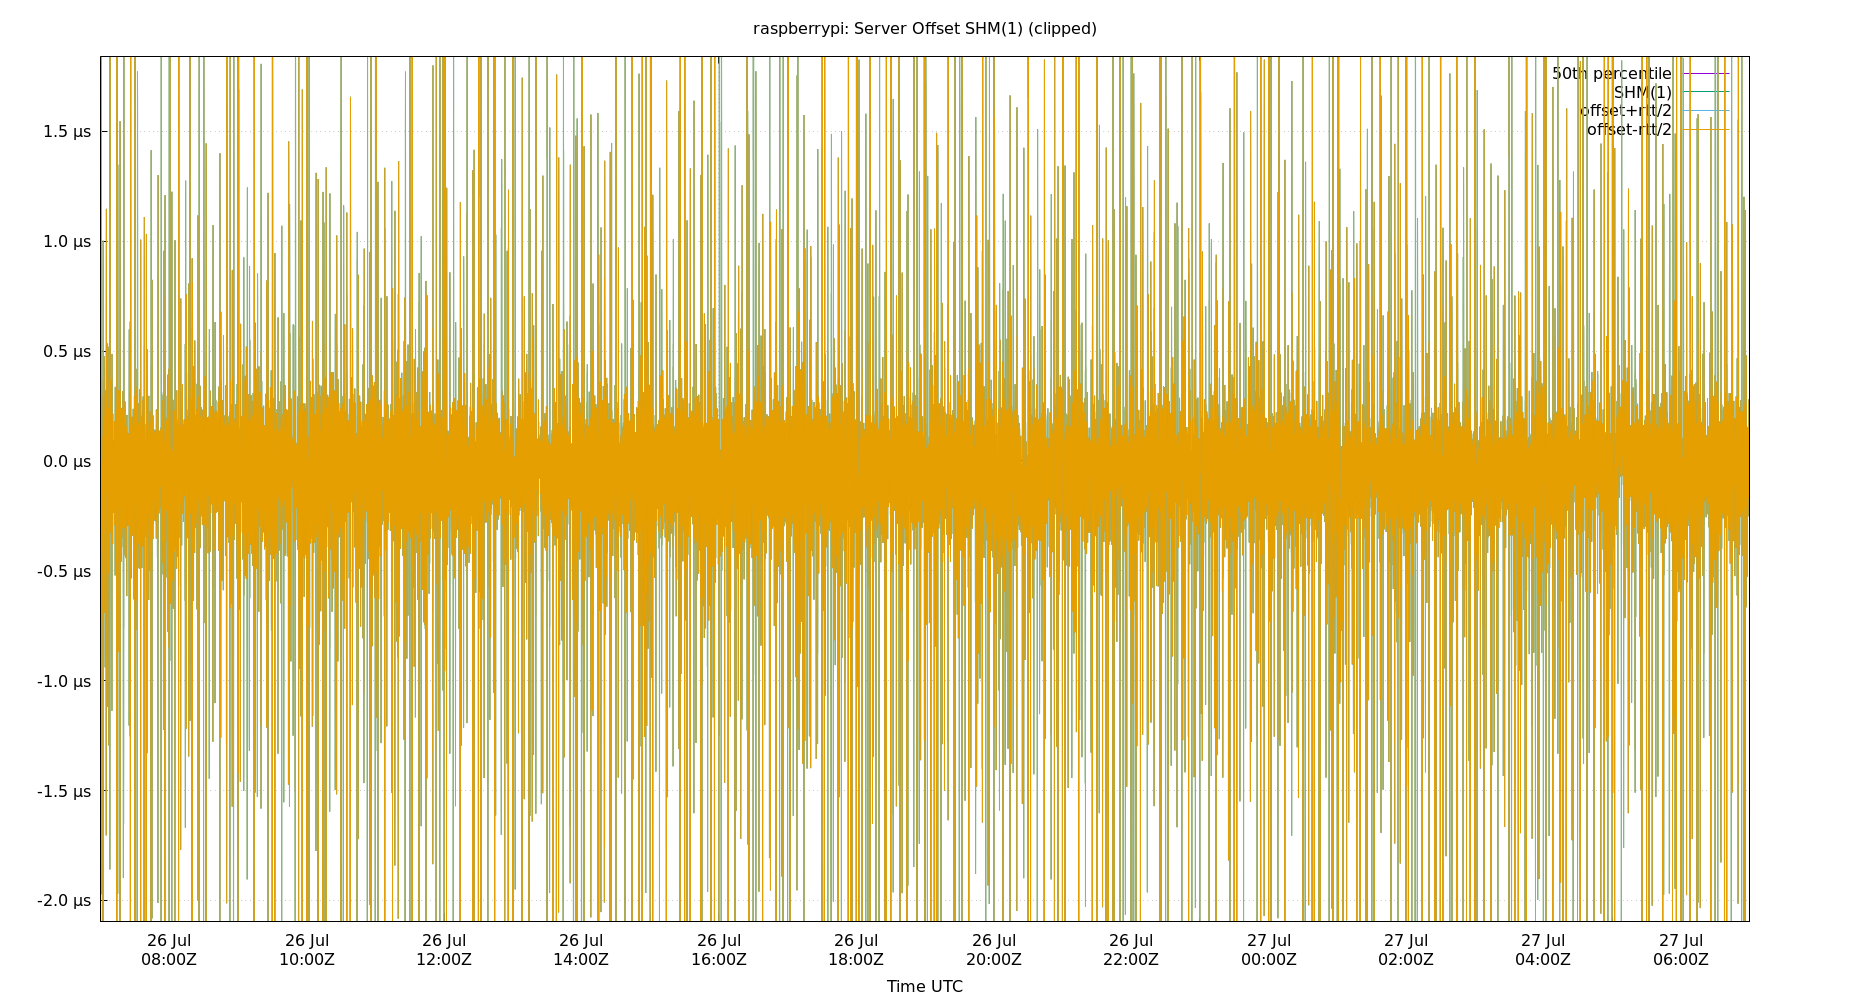 raspberrypi: Server Offset SHM(1) (clipped)
50th percentile
SHM(1)
offset+rtt/2
offset-rtt/2
1.5 µs
1.0 µs
0.5 µs
0.0 µs
-0.5 µs
-1.0 µs
-1.5 µs
-2.0 µs
26 Jul 26 Jul 26 Jul 26 Jul 26 Jul 26 Jul 26 Jul 26 Jul 27 Jul 27 Jul 27 Jul 27 Jul
08:00Z 10:00Z 12:00Z 14:00Z 16:00Z 18:00Z 20:00Z 22:00Z 00:00Z 02:00Z 04:00Z 06:00Z
Time UTC